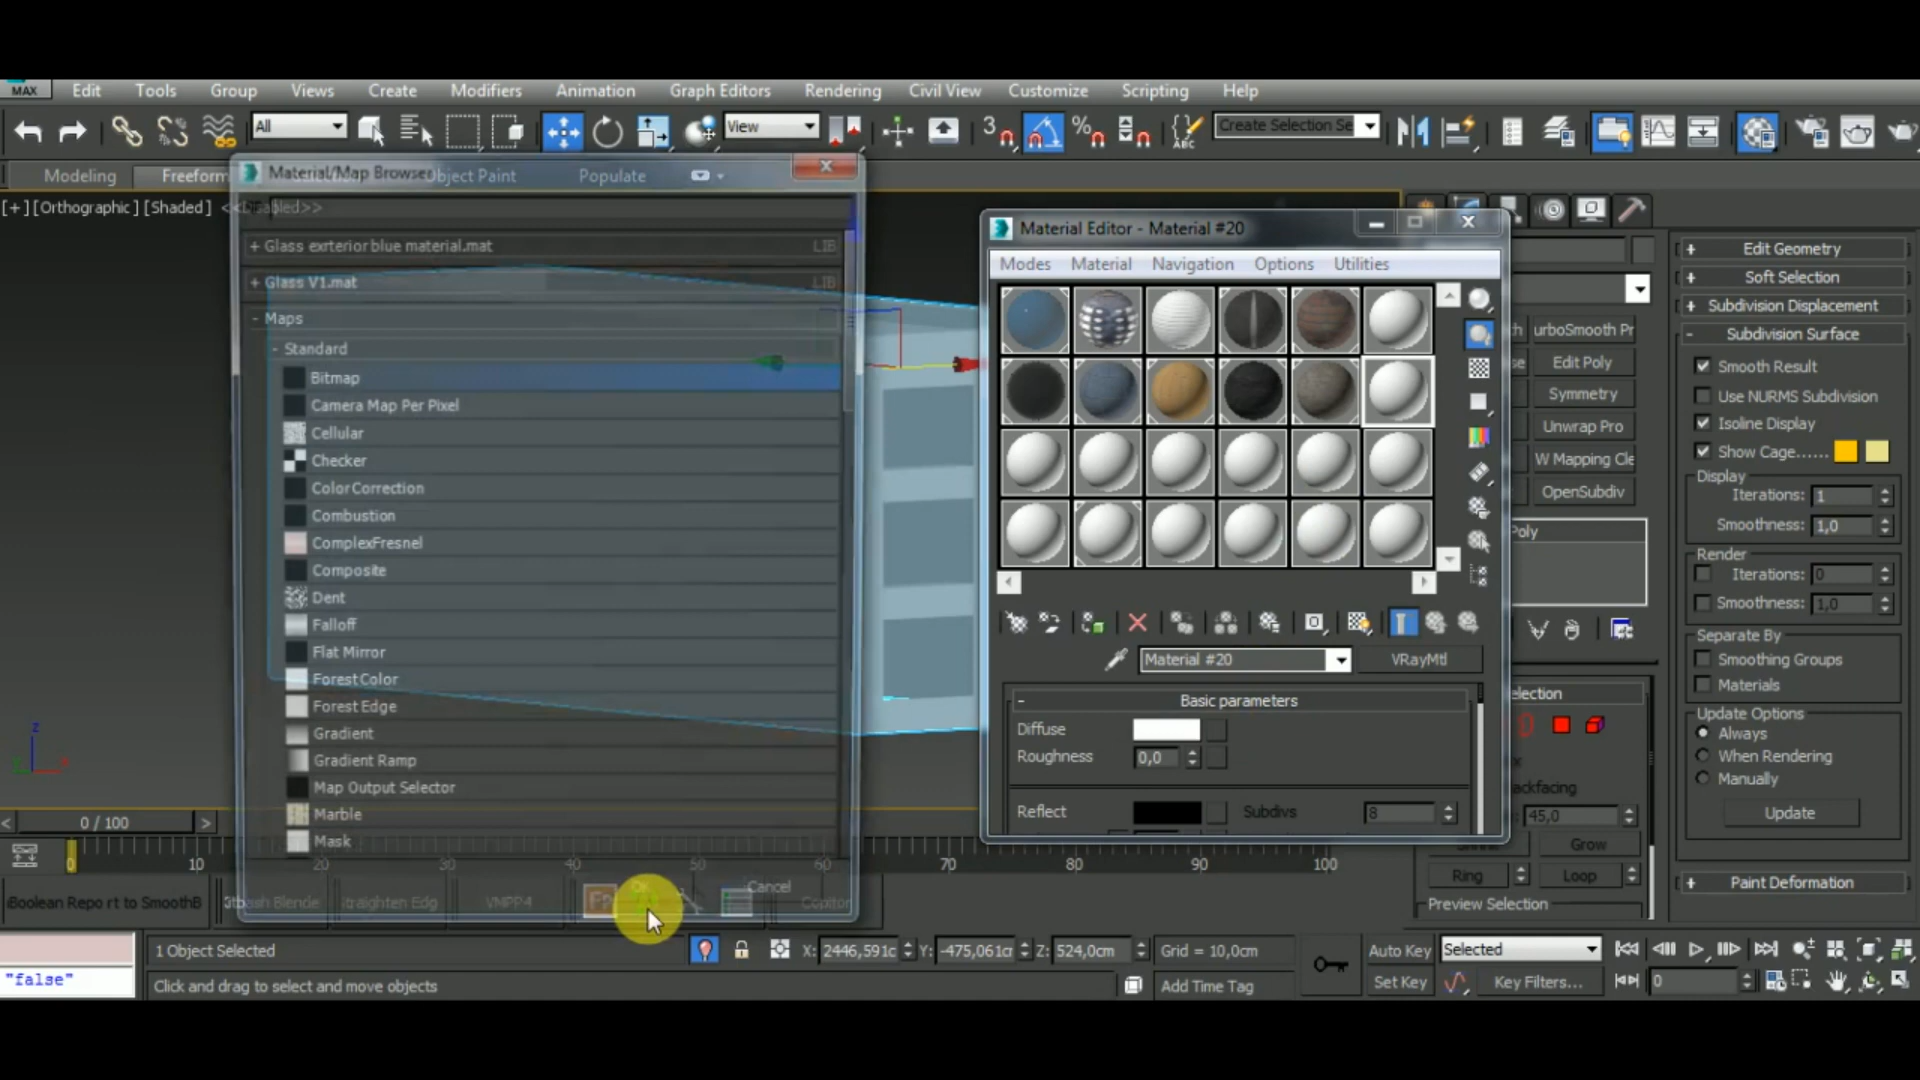 MAX Edit Tools Group Views Create Modifiers Animation Graph Editors Rendering Civil View Customize Scripting Help
All View Create Selection Se
Modeling Freeform Object Paint Populate
[+] [Orthographic] [Shaded] <<Disabled>>
Material/Map Browser
+ Glass exrterior blue material.mat LIB
+ Glass V1.mat LIB
- Maps
- Standard
Bitmap
Camera Map Per Pixel
Cellular
Checker
Color Correction
Combustion
ComplexFresnel
Composite
Dent
Falloff
Flat Mirror
Forest Color
Forest Edge
Gradient
Gradient Ramp
Map Output Selector
Marble
Mask
OK Cancel
Material Editor - Material #20
Modes Material Navigation Options Utilities
Material #20 VRayMtl
- Basic parameters
Diffuse
Roughness 0,0
Reflect Subdivs 8
urboSmooth Pr
Edit Poly
Symmetry
Unwrap Pro
W Mapping Cle
OpenSubdiv
Poly
election
ackfacing
45,0
Grow
Ring Loop
Preview Selection
+ Edit Geometry
+ Soft Selection
+ Subdivision Displacement
- Subdivision Surface
Smooth Result
Use NURMS Subdivision
Isoline Display
Show Cage......
Display
Iterations: 1
Smoothness: 1,0
Render
Iterations: 0
Smoothness: 1,0
Separate By
Smoothing Groups
Materials
Update Options
Always
When Rendering
Manually
Update
+ Paint Deformation
< 0 / 100 >
0 10 20 30 40 50 60 70 80 90 100
Boolean Repo rt to SmoothB traighten Edg VMPP4
1 Object Selected X: 2446,591c Y: -475,061c Z: 524,0cm Grid = 10,0cm Auto Key Selected
"false" Click and drag to select and move objects Add Time Tag Set Key Key Filters... 0